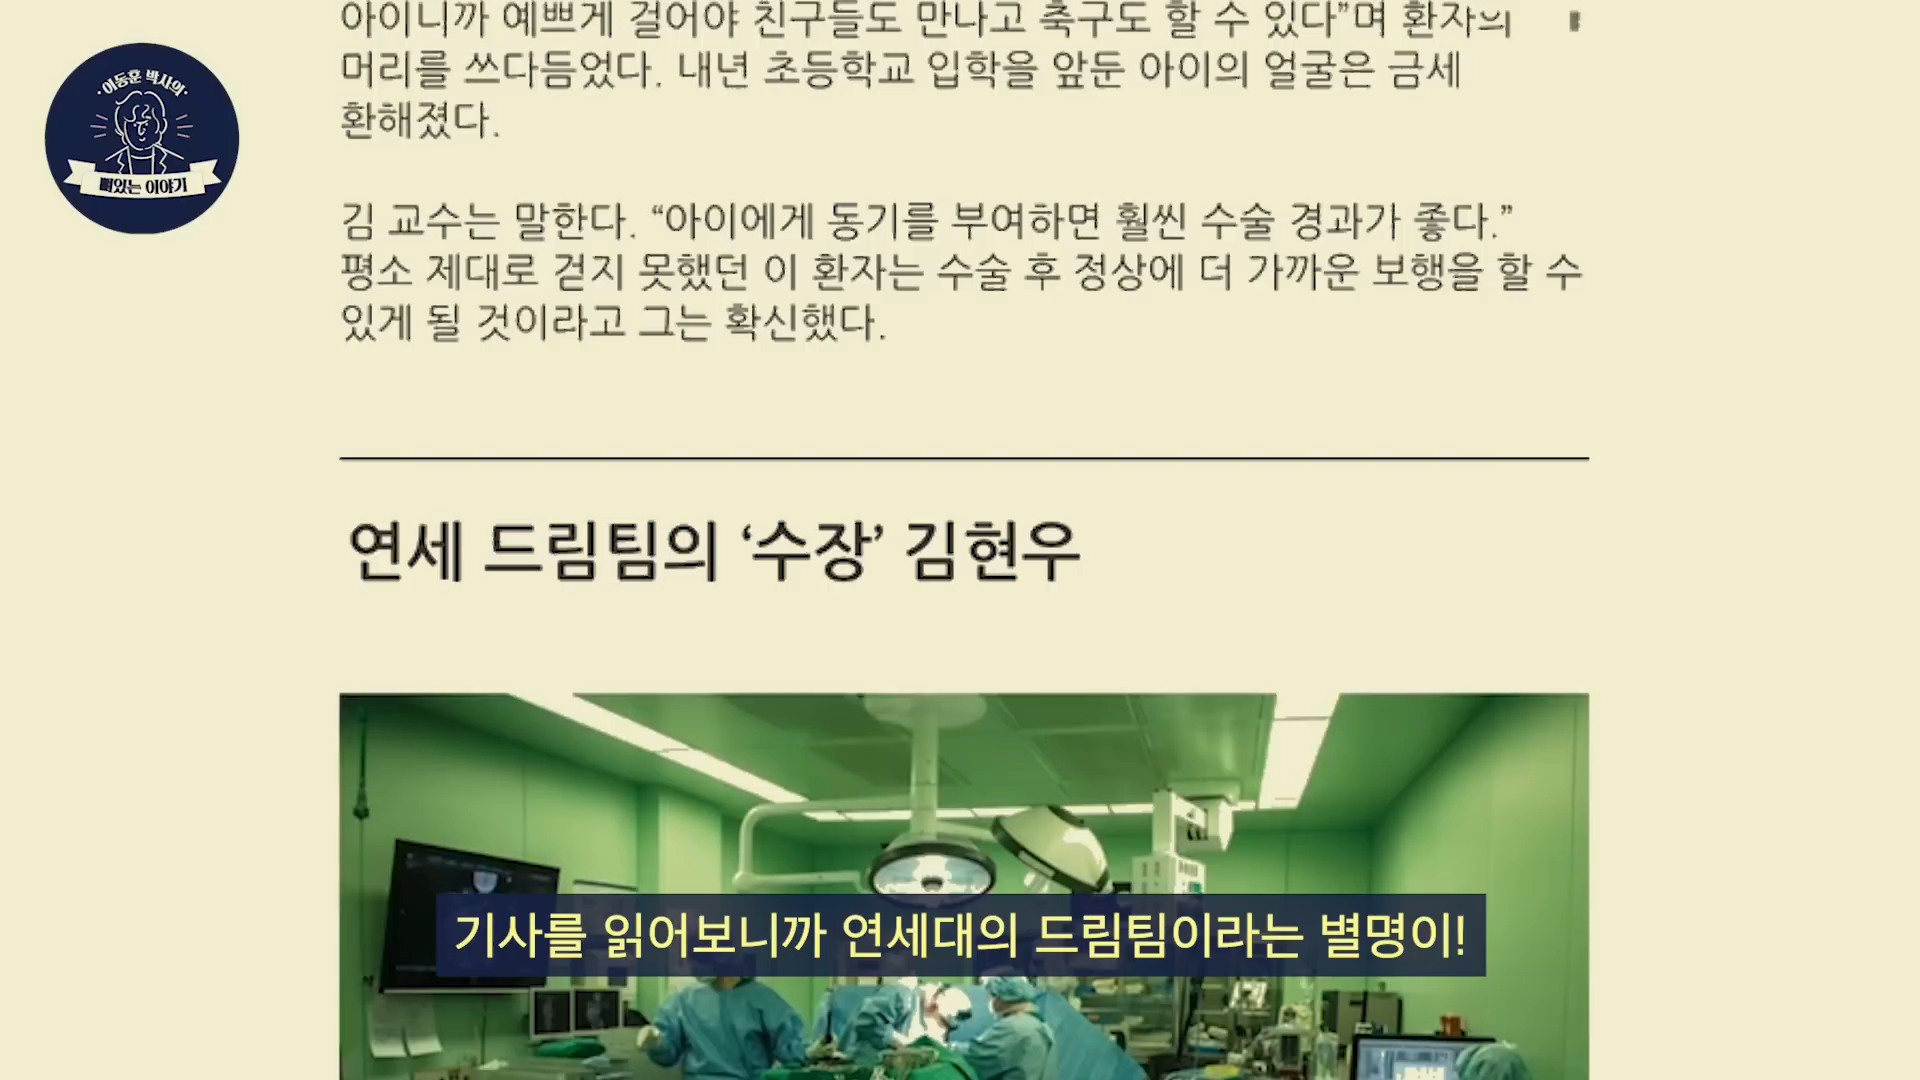 아이니까 예쁘게 걸어야 친구들도 만나고 축구도 할 수 있다”며 환자의
머리를 쓰다듬었다. 내년 초등학교 입학을 앞둔 아이의 얼굴은 금세
환해졌다.
·이동훈 박사의·
뼈있는 이야기
김 교수는 말한다. “아이에게 동기를 부여하면 훨씬 수술 경과가 좋다.”
평소 제대로 걷지 못했던 이 환자는 수술 후 정상에 더 가까운 보행을 할 수
있게 될 것이라고 그는 확신했다.
연세 드림팀의 ‘수장’ 김현우
기사를 읽어보니까 연세대의 드림팀이라는 별명이!